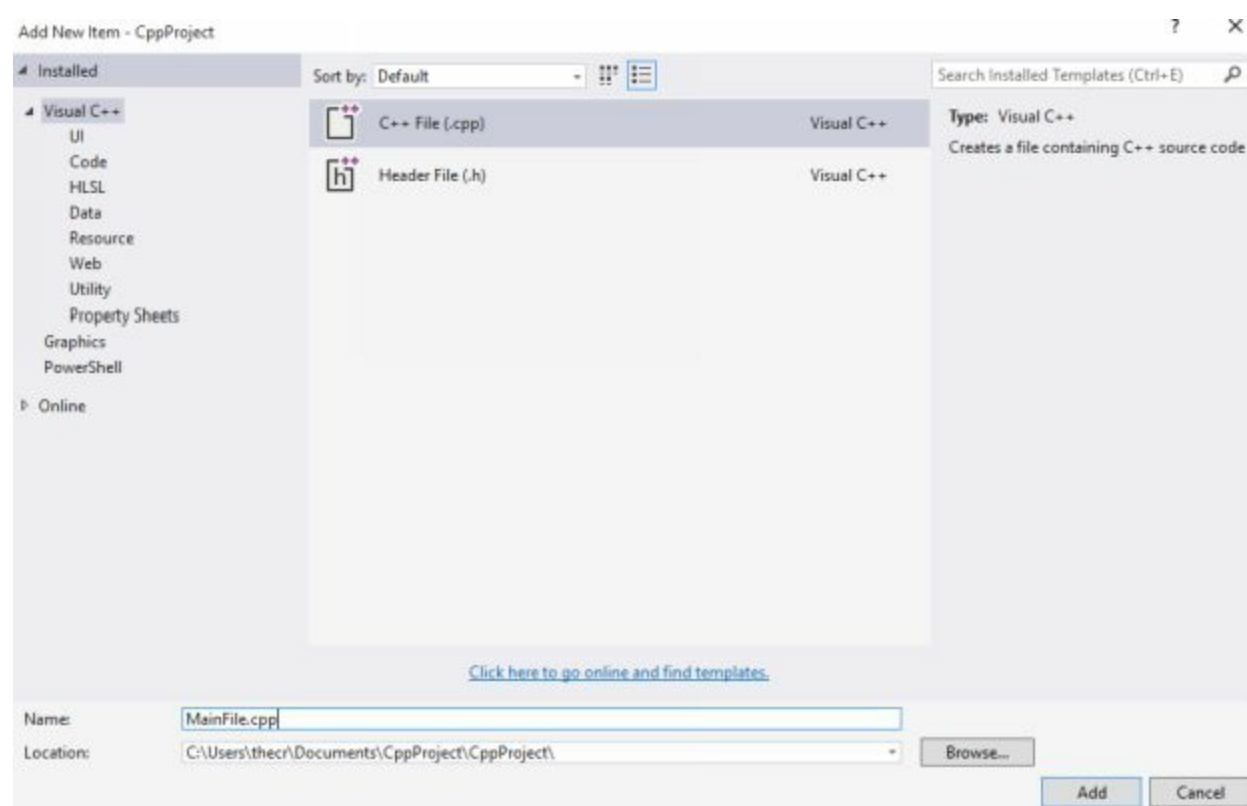 Add New Item - CppProject
? X
Installed
Sort by: Default
Search Installed Templates (Ctrl+E)
Visual C++
UI
Code
HLSL
Data
Resource
Web
Utility
Property Sheets
Graphics
PowerShell
Online
C++ File (.cpp) Visual C++
Header File (.h) Visual C++
Type: Visual C++
Creates a file containing C++ source code
Click here to go online and find templates.
Name: MainFile.cpp
Location: C:\Users\thecr\Documents\CppProject\CppProject\
Browse...
Add Cancel